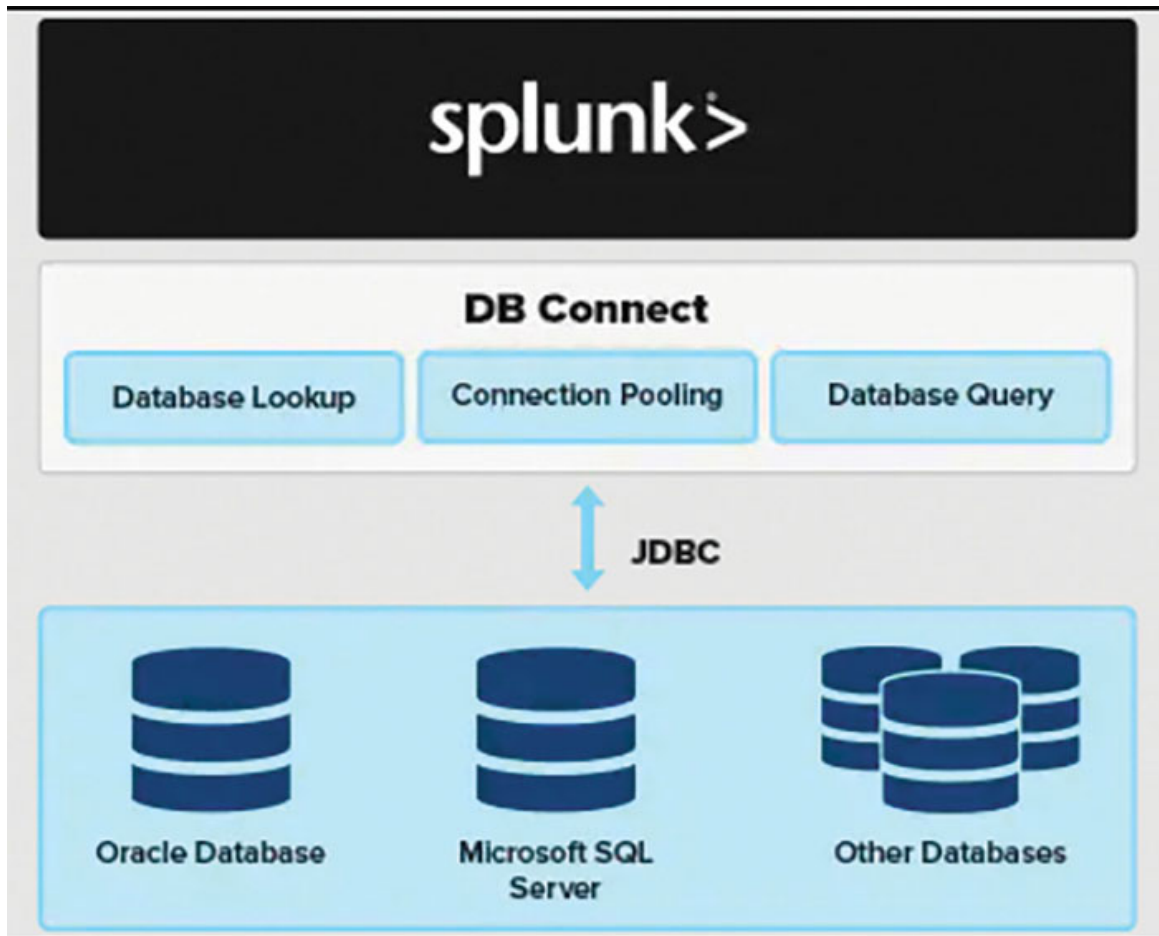 splunk>
DB Connect
Database Lookup
Connection Pooling
Database Query
JDBC
Oracle Database
Microsoft SQL
Server
Other Databases